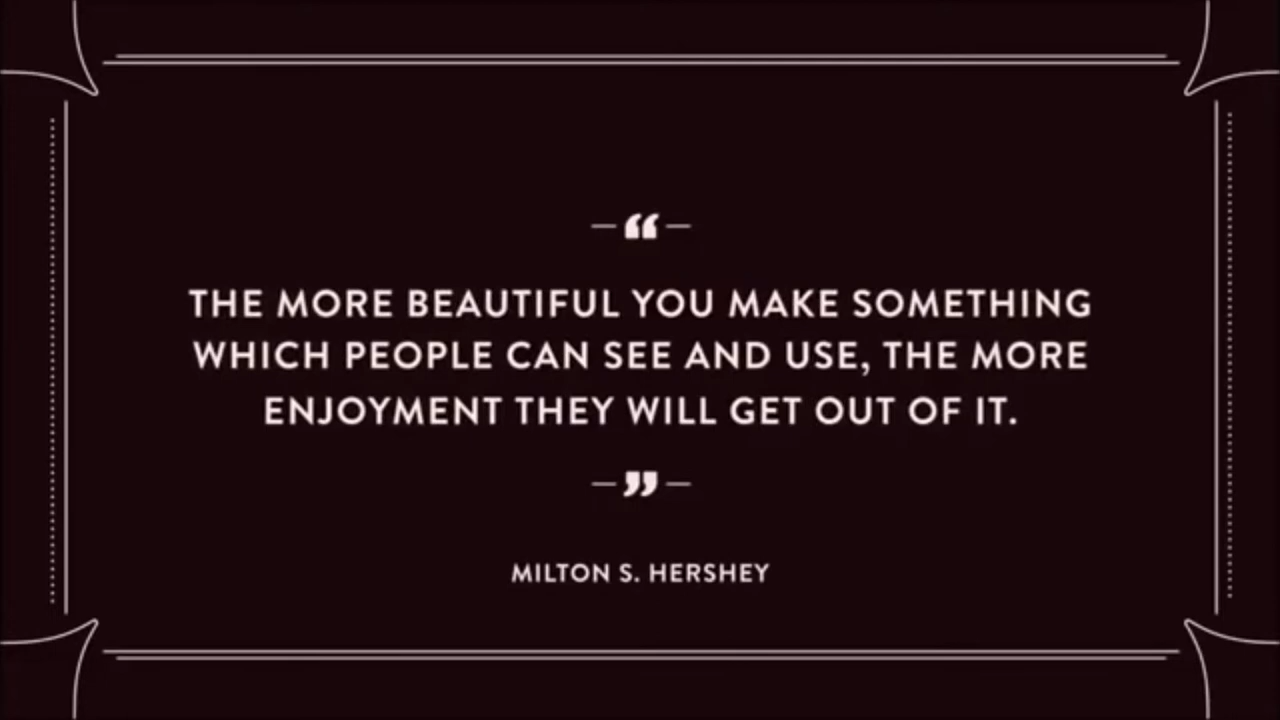 “
THE MORE BEAUTIFUL YOU MAKE SOMETHING
WHICH PEOPLE CAN SEE AND USE, THE MORE
ENJOYMENT THEY WILL GET OUT OF IT.
”
MILTON S. HERSHEY